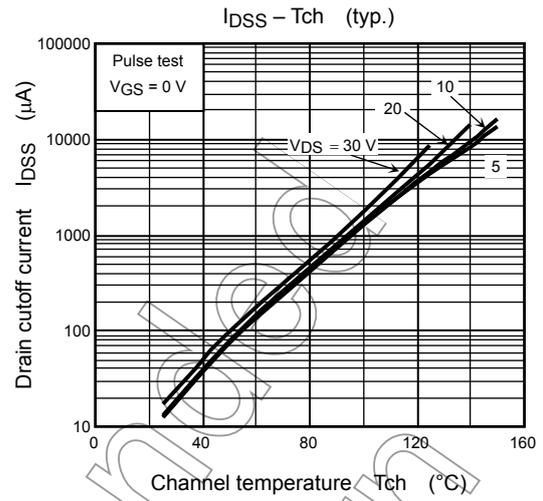 IDSS – Tch (typ.)
100000
10000
1000
100
10
Drain cutoff current IDSS (μA)
Pulse test
VGS = 0 V
10
20
VDS = 30 V
5
0
40
80
120
160
Channel temperature Tch (°C)